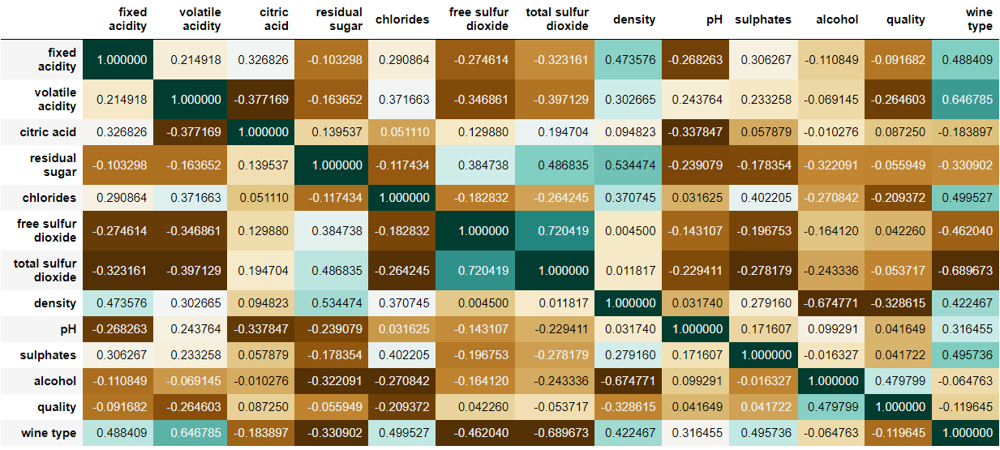 fixed acidity volatile acidity citric acid residual sugar chlorides free sulfur dioxide total sulfur dioxide density pH sulphates alcohol quality wine type
fixed acidity 1.000000 0.214918 0.326826 -0.103298 0.290864 -0.274614 -0.323161 0.473576 -0.268263 0.306267 -0.110849 -0.091682 0.488409
volatile acidity 0.214918 1.000000 -0.377169 -0.163652 0.371663 -0.346861 -0.397129 0.302665 0.243764 0.233258 -0.069145 -0.264603 0.646785
citric acid 0.326826 -0.377169 1.000000 0.139537 0.051110 0.129880 0.194704 0.094823 -0.337847 0.057879 -0.010276 0.087250 -0.183897
residual sugar -0.103298 -0.163652 0.139537 1.000000 -0.117434 0.384738 0.486835 0.534474 -0.239079 -0.178354 -0.322091 -0.055949 -0.330902
chlorides 0.290864 0.371663 0.051110 -0.117434 1.000000 -0.182832 -0.264245 0.370745 0.031625 0.402205 -0.270842 -0.209372 0.499527
free sulfur dioxide -0.274614 -0.346861 0.129880 0.384738 -0.182832 1.000000 0.720419 0.004500 -0.143107 -0.196753 -0.164120 0.042260 -0.462040
total sulfur dioxide -0.323161 -0.397129 0.194704 0.486835 -0.264245 0.720419 1.000000 0.011817 -0.229411 -0.278179 -0.243336 -0.053717 -0.689673
density 0.473576 0.302665 0.094823 0.534474 0.370745 0.004500 0.011817 1.000000 0.031740 0.279160 -0.674771 -0.328615 0.422467
pH -0.268263 0.243764 -0.337847 -0.239079 0.031625 -0.143107 -0.229411 0.031740 1.000000 0.171607 0.099291 0.041649 0.316455
sulphates 0.306267 0.233258 0.057879 -0.178354 0.402205 -0.196753 -0.278179 0.279160 0.171607 1.000000 -0.016327 0.041722 0.495736
alcohol -0.110849 -0.069145 -0.010276 -0.322091 -0.270842 -0.164120 -0.243336 -0.674771 0.099291 -0.016327 1.000000 0.479799 -0.064763
quality -0.091682 -0.264603 0.087250 -0.055949 -0.209372 0.042260 -0.053717 -0.328615 0.041649 0.041722 0.479799 1.000000 -0.119645
wine type 0.488409 0.646785 -0.183897 -0.330902 0.499527 -0.462040 -0.689673 0.422467 0.316455 0.495736 -0.064763 -0.119645 1.000000